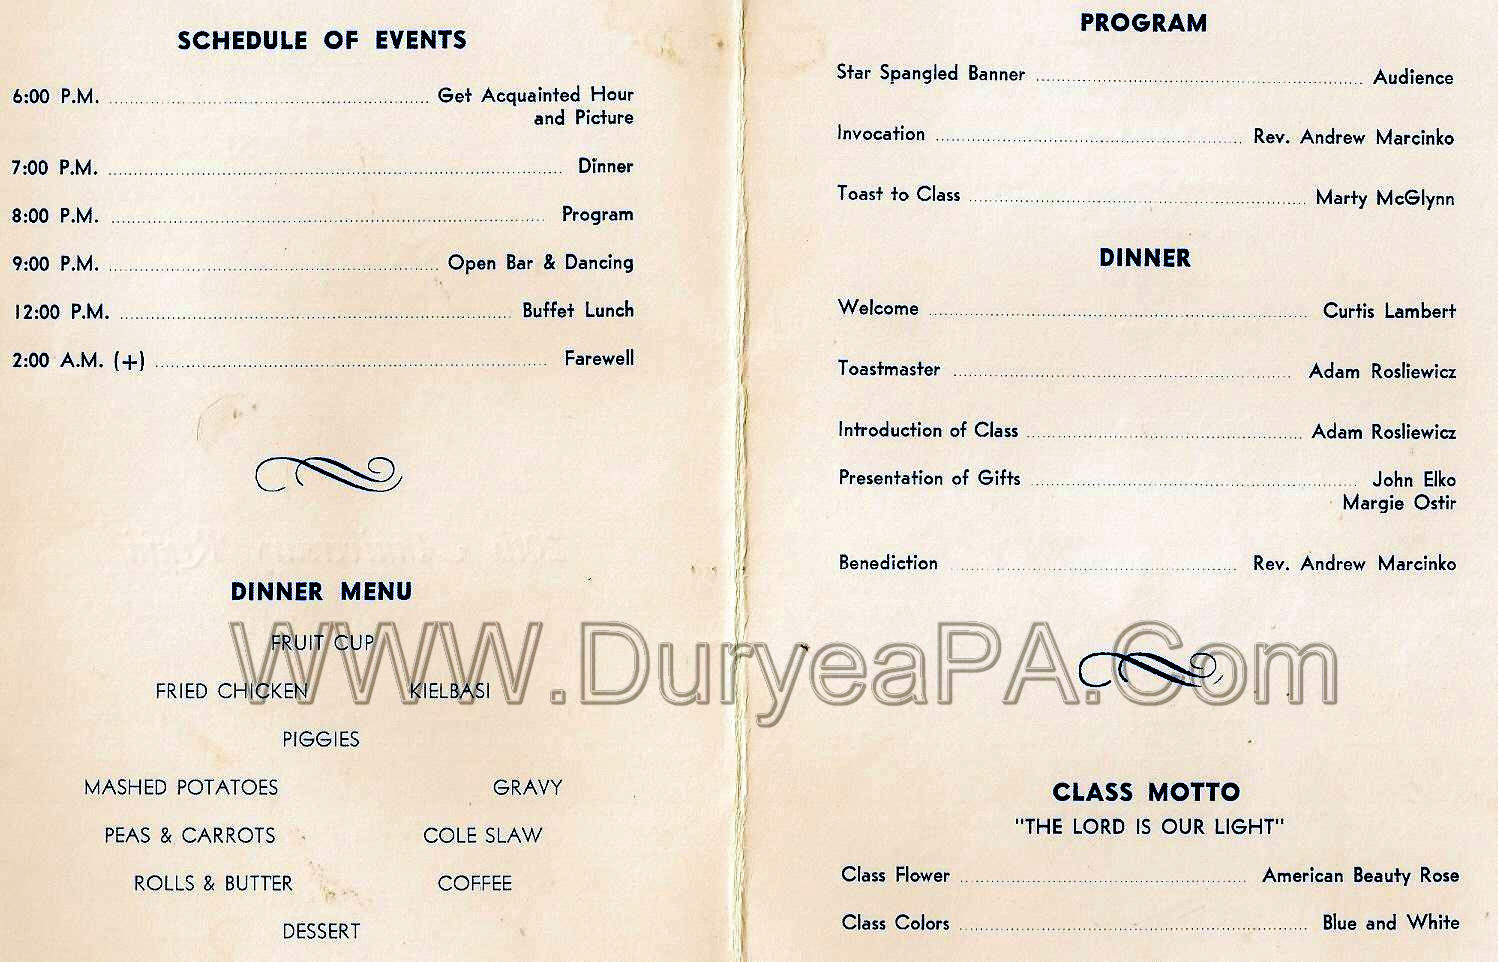 SCHEDULE OF EVENTS
6:00 P.M. Get Acquainted Hour
and Picture
7:00 P.M. Dinner
8:00 P.M. Program
9:00 P.M. Open Bar & Dancing
12:00 P.M. Buffet Lunch
2:00 A.M. (+) Farewell
DINNER MENU
FRUIT CUP
FRIED CHICKEN KIELBASI
PIGGIES
MASHED POTATOES GRAVY
PEAS & CARROTS COLE SLAW
ROLLS & BUTTER COFFEE
DESSERT
PROGRAM
Star Spangled Banner Audience
Invocation Rev. Andrew Marcinko
Toast to Class Marty McGlynn
DINNER
Welcome Curtis Lambert
Toastmaster Adam Rosliewicz
Introduction of Class Adam Rosliewicz
Presentation of Gifts John Elko
Margie Ostir
Benediction Rev. Andrew Marcinko
CLASS MOTTO
"THE LORD IS OUR LIGHT"
Class Flower American Beauty Rose
Class Colors Blue and White
WWW.DuryeaPA.Com